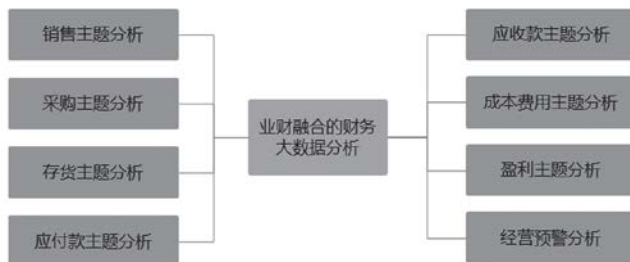 销售主题分析
采购主题分析
存货主题分析
应付款主题分析
业财融合的财务
大数据分析
应收款主题分析
成本费用主题分析
盈利主题分析
经营预警分析